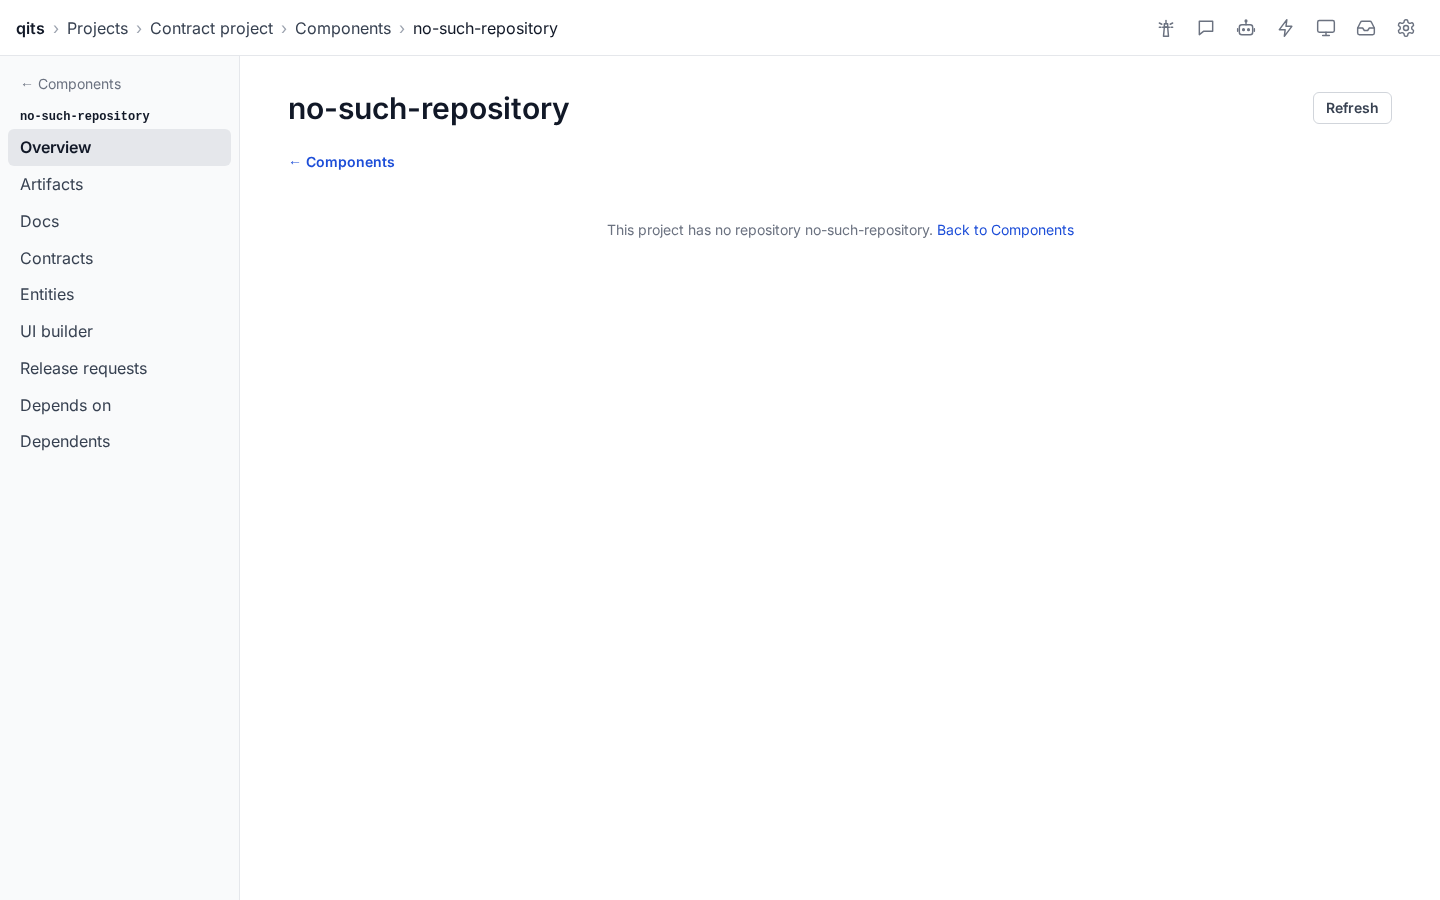 qits › Projects › Contract project › Components › no-such-repository
← Components
no-such-repository
Overview
Artifacts
Docs
Contracts
Entities
UI builder
Release requests
Depends on
Dependents
no-such-repository
Refresh
← Components
This project has no repository no-such-repository. Back to Components